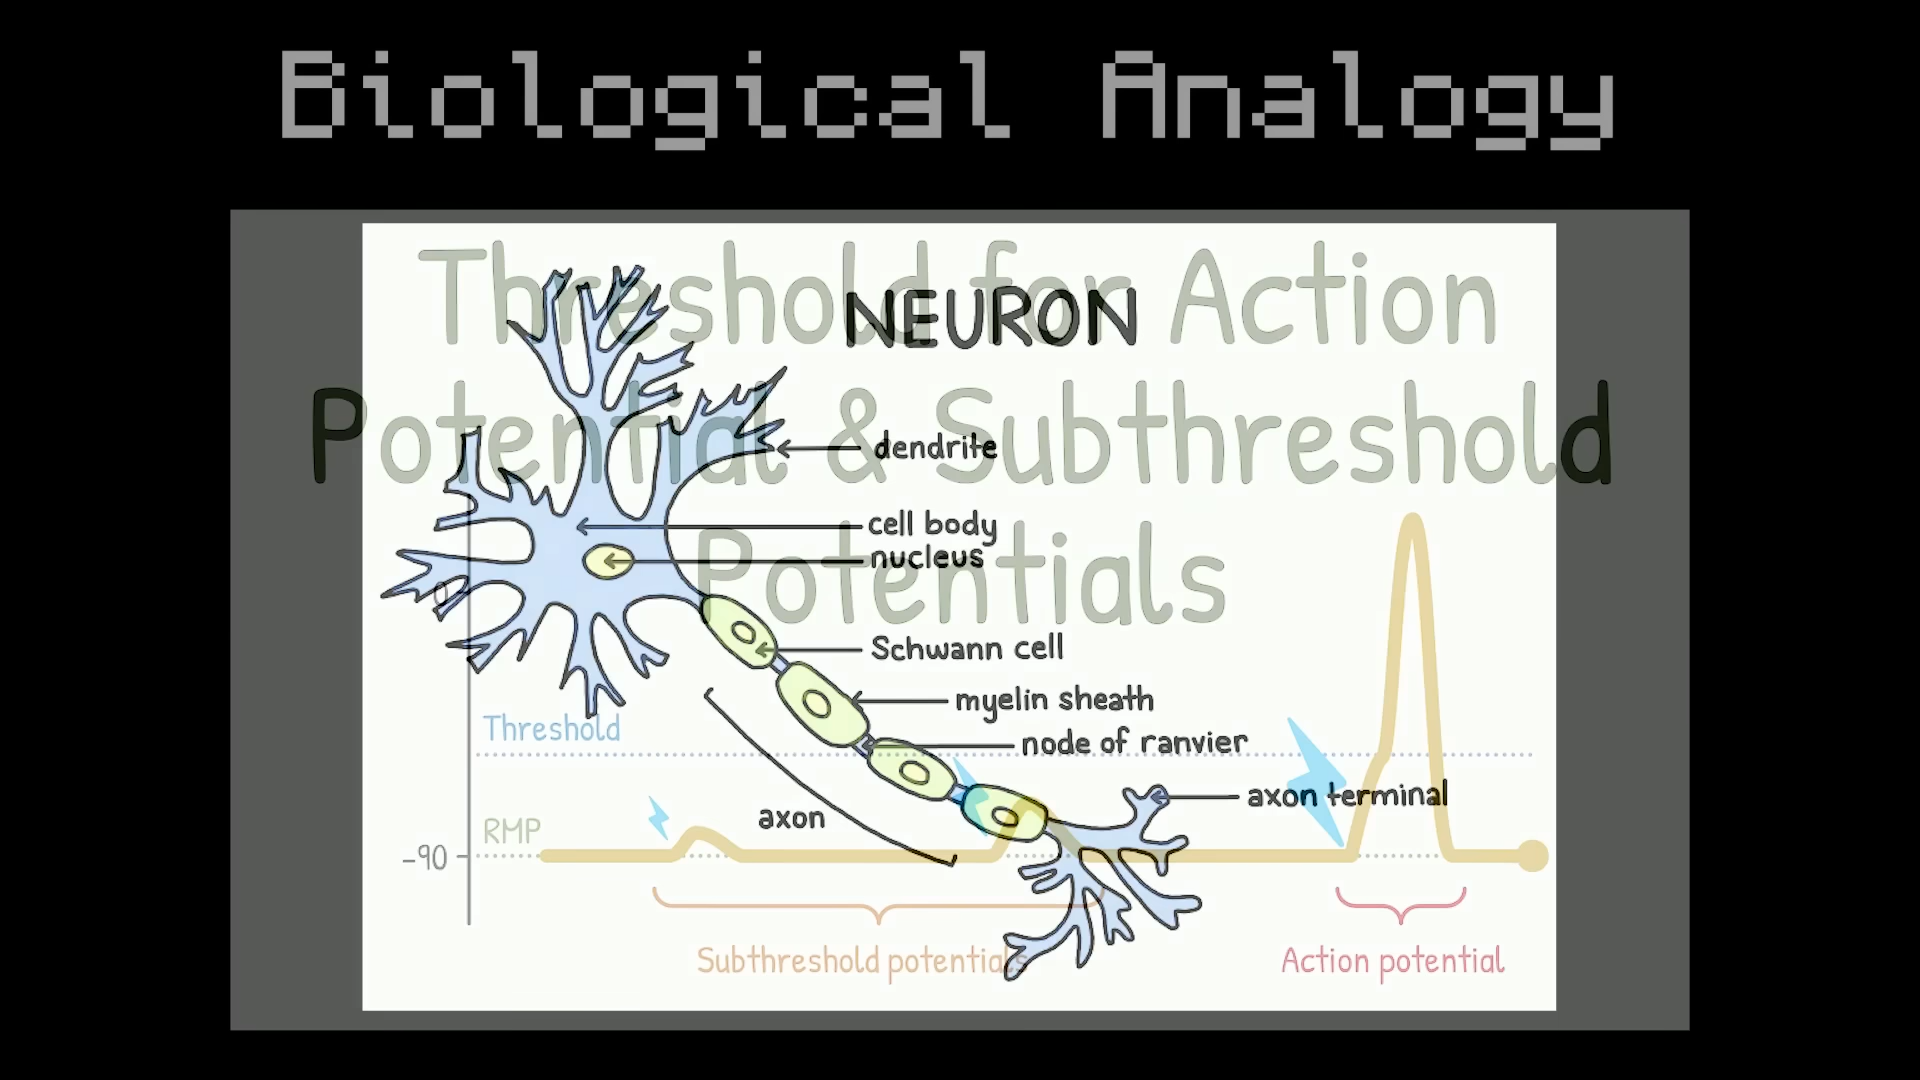 Biological Analogy
Threshold for Action
Potential & Subthreshold
Potentials
NEURON
dendrite
cell body
nucleus
Schwann cell
myelin sheath
node of ranvier
axon terminal
axon
0
Threshold
RMP
-90
Subthreshold potentials
Action potential